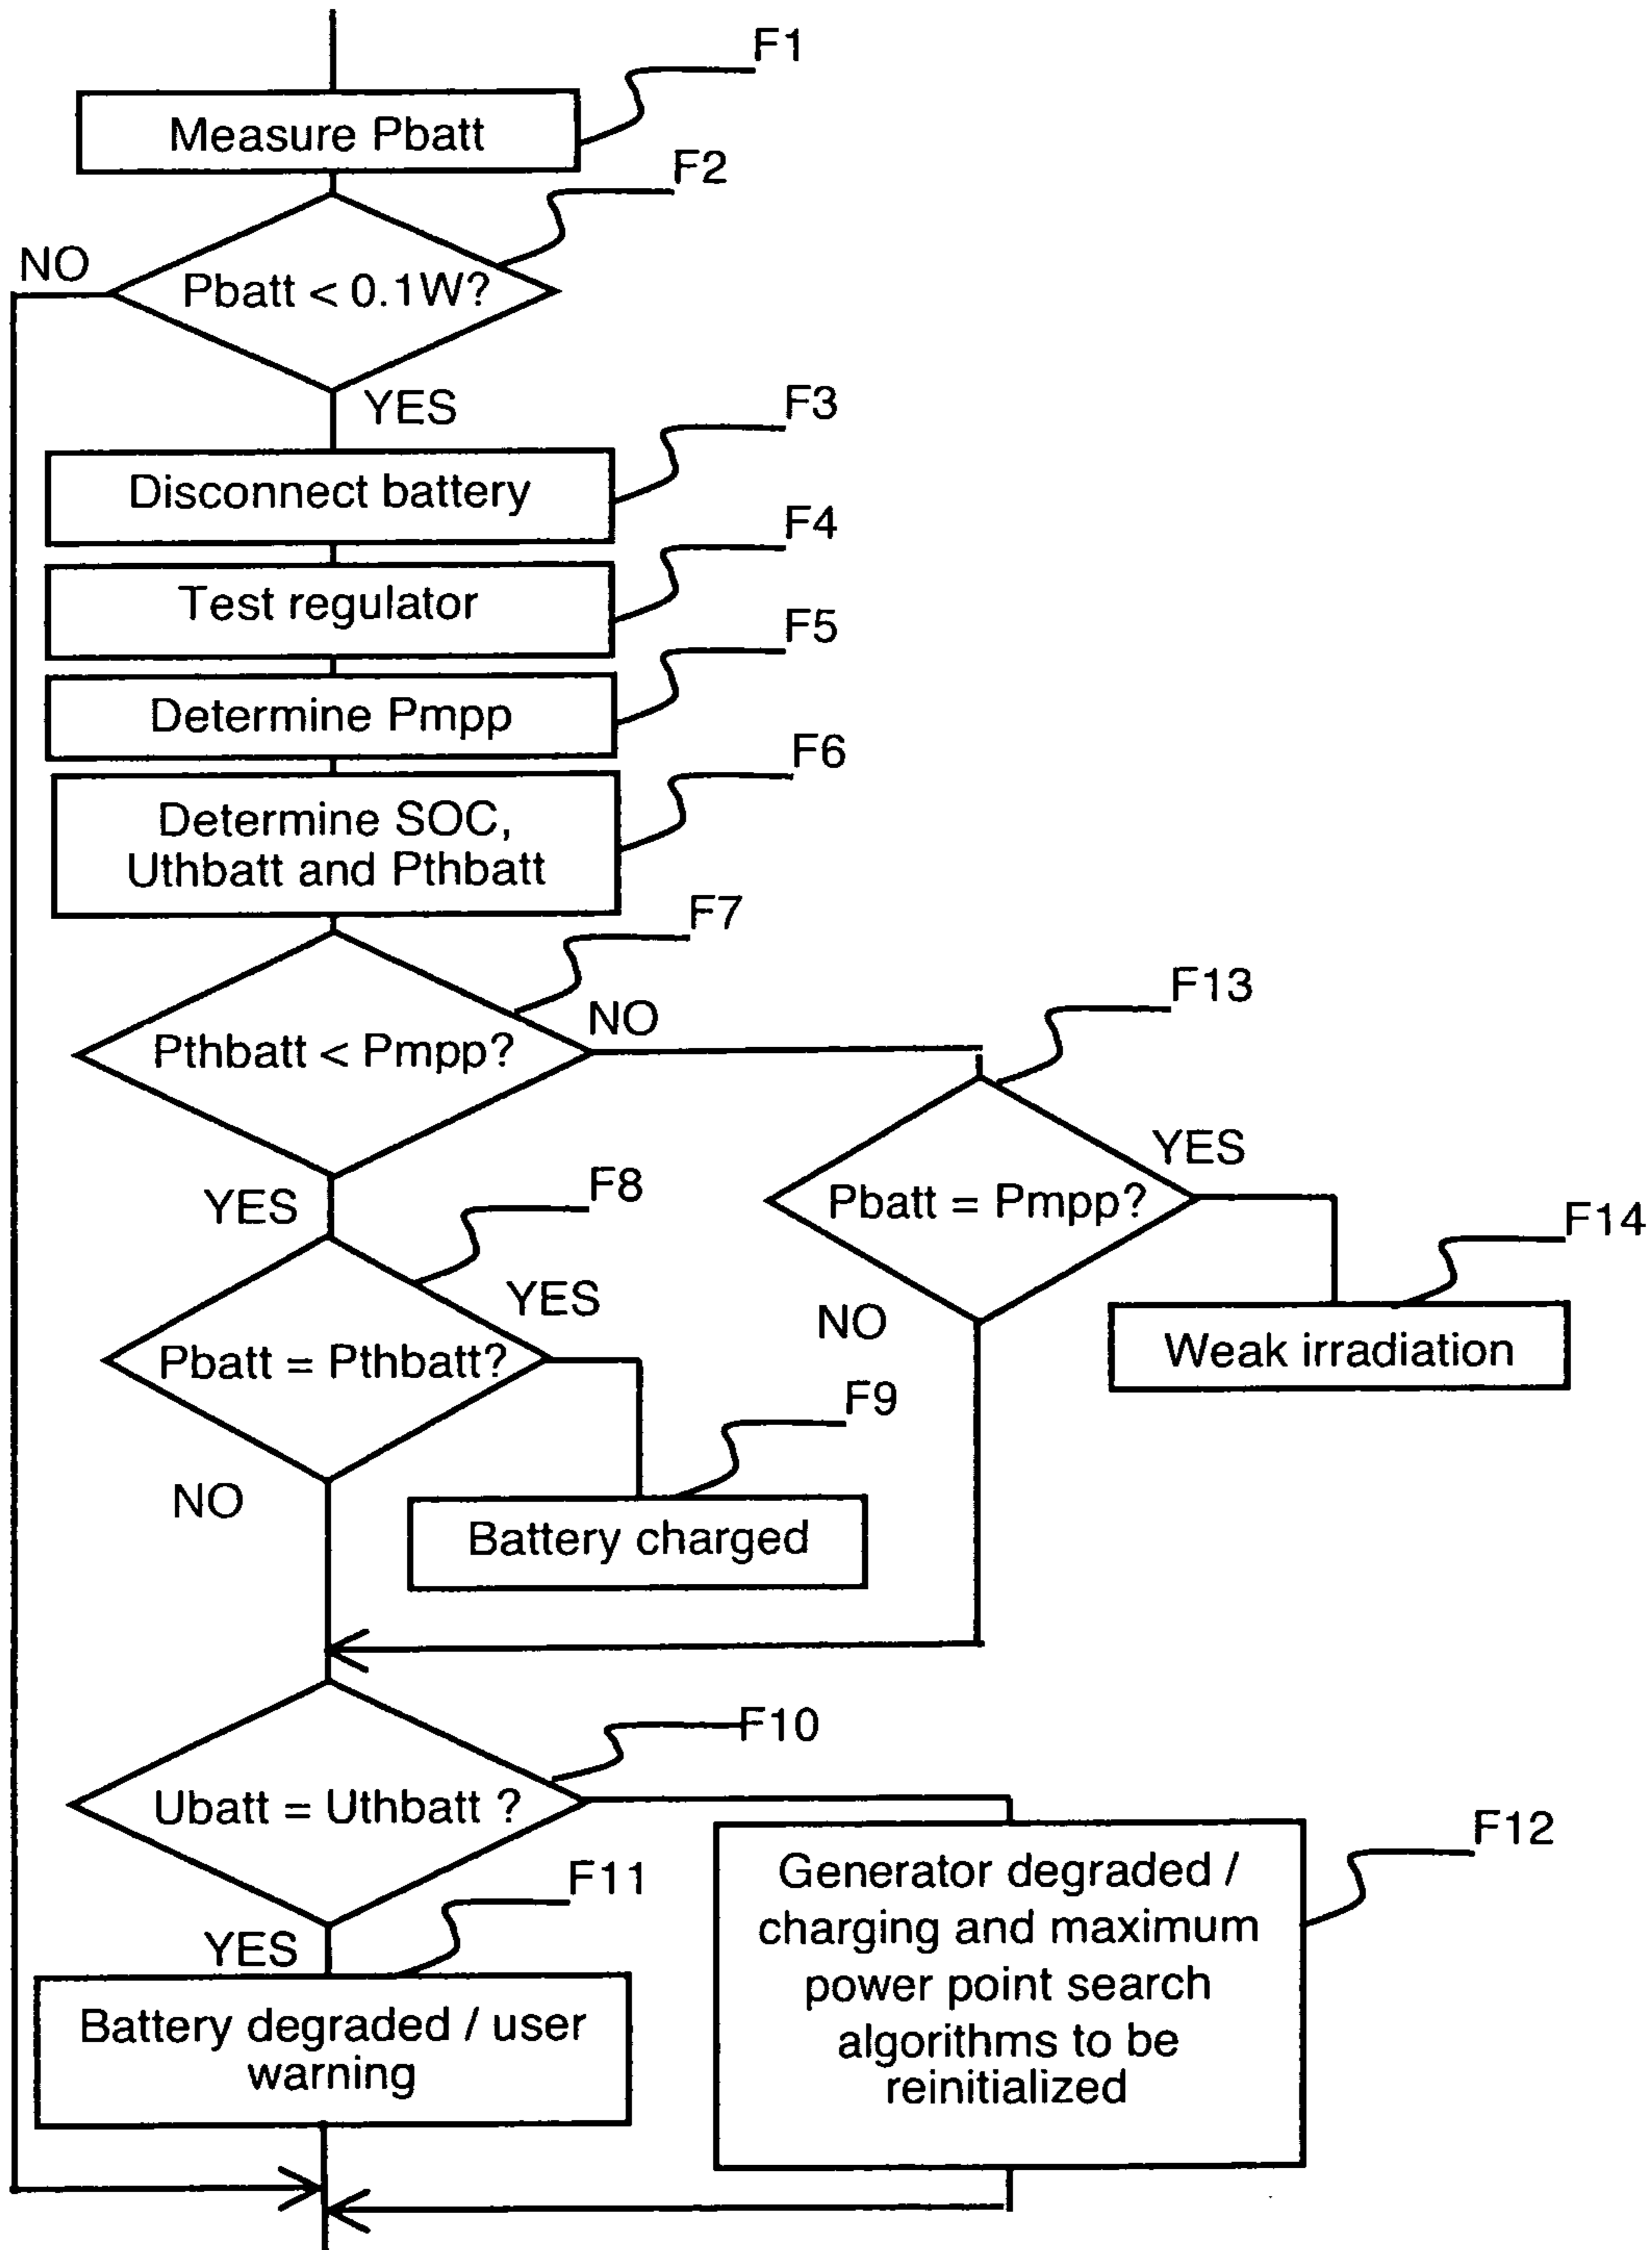 F1
Measure Pbatt
F2
NO
Pbatt < 0.1W?
YES
F3
Disconnect battery
F4
Test regulator
F5
Determine Pmpp
F6
Determine SOC,
Uthbatt and Pthbatt
F7
NO
Pthbatt < Pmpp?
F13
YES
Pbatt = Pmpp?
YES
F8
F14
YES
NO
Weak irradiation
Pbatt = Pthbatt?
F9
NO
Battery charged
F10
Ubatt = Uthbatt ?
F12
Generator degraded /
charging and maximum
power point search
algorithms to be
reinitialized
F11
YES
Battery degraded / user
warning